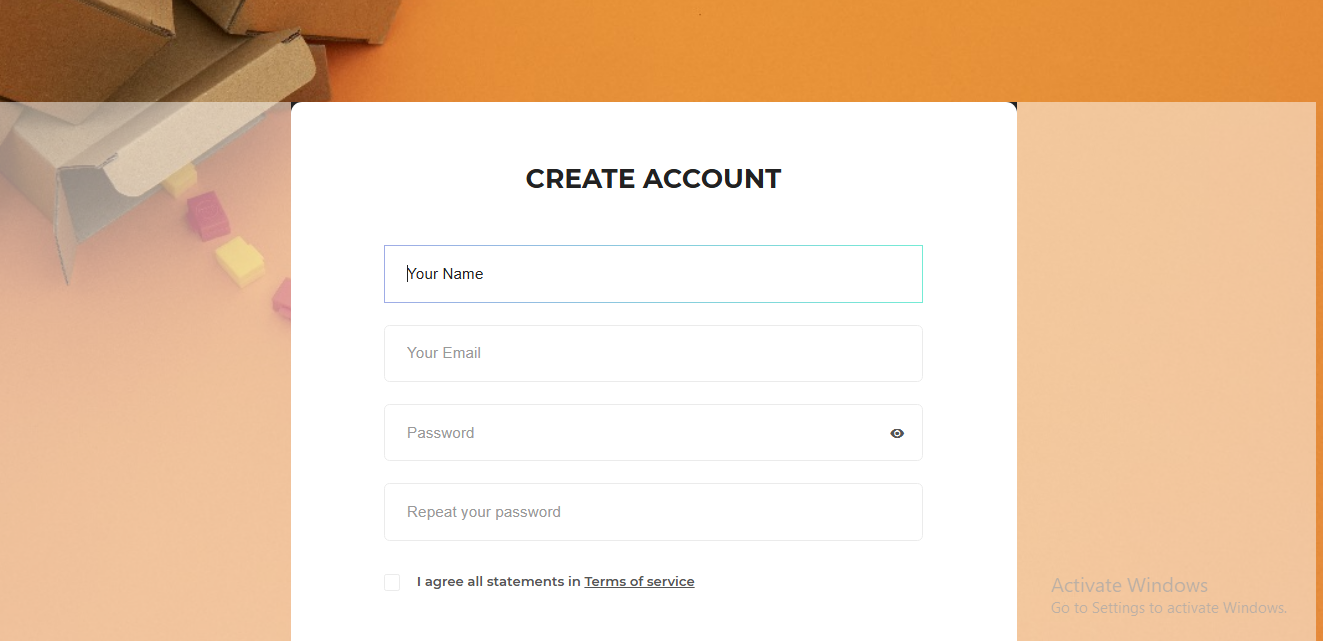 CREATE ACCOUNT
Your Name
Your Email
Password
Repeat your password
I agree all statements in Terms of service
Activate Windows
Go to Settings to activate Windows.